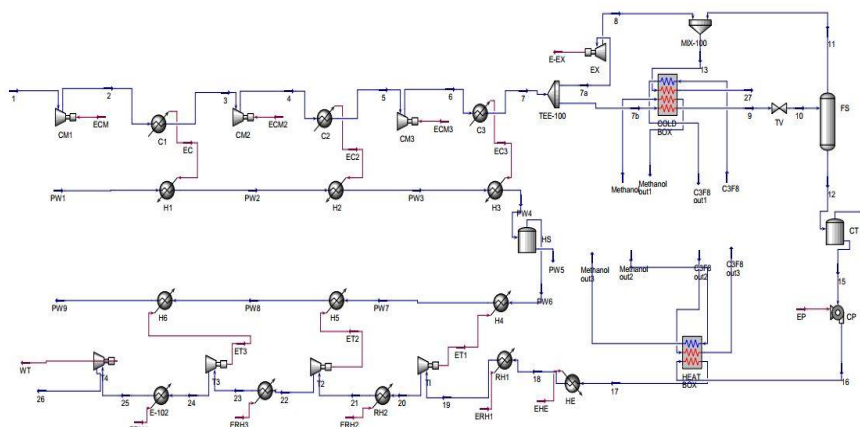 8
11
E-EX
EX
MIX-100
13
1
2
3
4
5
6
7
7a
27
FS
CM1
ECM
CM2
ECM2
CM3
ECM3
TEE-100
7b
COLD
BOX
9
TV
10
C1
C2
C3
EC
EC2
EC3
Methanol
Methanol
out1
C3F8
out1
C3F8
12
PW1
PW2
PW3
H1
H2
H3
PW4
HS
PW5
CT
Methanol
out3
Methanol
out2
C3F8
out2
C3F8
out3
15
PW9
PW8
PW7
PW6
H6
H5
H4
EP
CP
ET3
ET2
ET1
WT
T4
T3
T2
RH1
18
HEAT
BOX
16
26
25
24
23
22
21
20
19
HE
17
E-102
ERH3
ERH2
RH2
ERH1
EHE